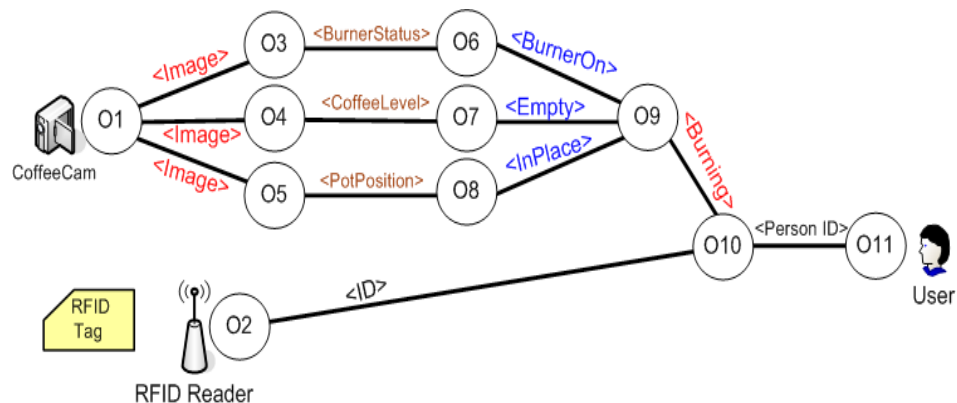 O3
<BurnerStatus>
O6
<BurnerOn>
<Image>
O1
O4
<CoffeeLevel>
O7
<Empty>
O9
<Image>
CoffeeCam
<Image>
O5
<PotPosition>
O8
<InPlace>
<Burning>
O10
<Person ID>
O11
User
<ID>
RFID
Tag
O2
RFID Reader